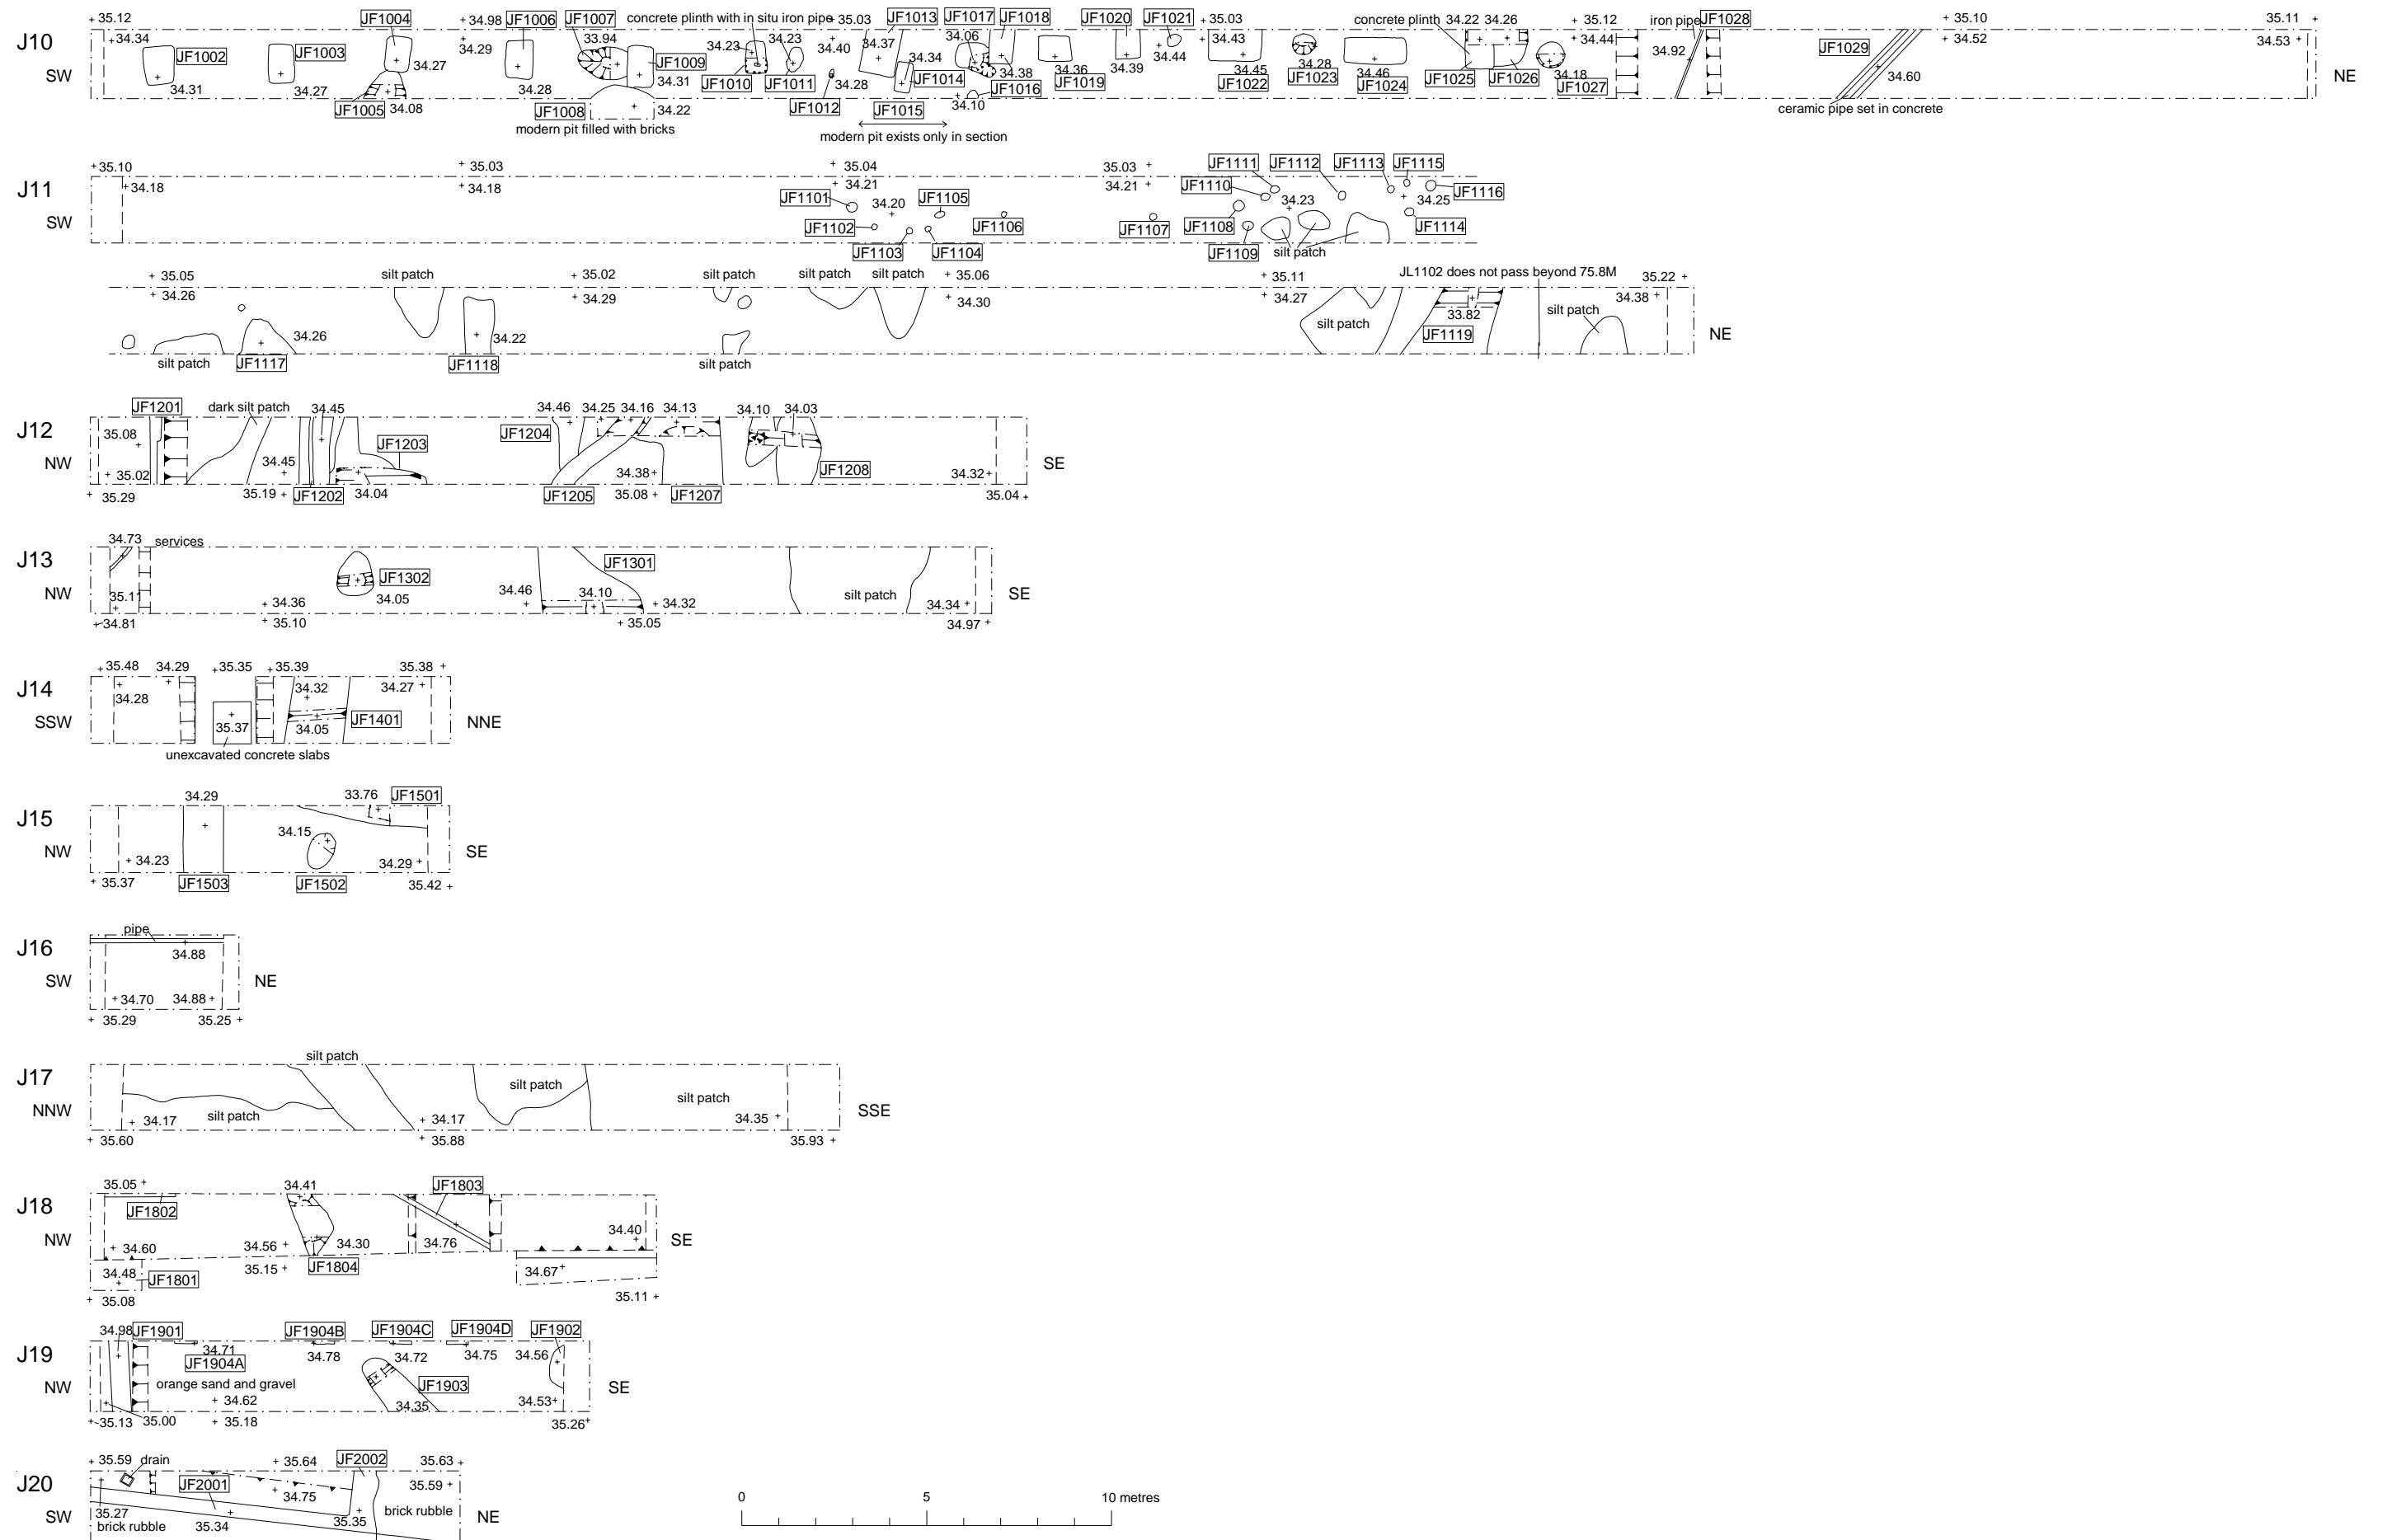 + 35.12 JF1004 + 34.98 JF1006 JF1007 concrete plinth with in situ iron pipe + 35.03 JF1013 JF1017 JF1018 JF1020 JF1021 + 35.03 concrete plinth 34.22 34.26 + 35.12 iron pipe JF1028 + 35.10 35.11 +
J10 +34.34 JF1002 JF1003 34.29 33.94 34.23 34.23 34.40 34.37 34.06 34.43 + 34.44 JF1029 + 34.52 34.53 +
34.27 JF1009 34.34 34.44 34.92
SW 34.31 34.27 34.28 34.31 JF1010 JF1011 34.28 JF1014 34.38 34.36 34.39 34.45 34.28 34.46 34.18 34.60 NE
JF1016 JF1019 JF1022 JF1023 JF1024 JF1025 JF1026 JF1027
JF1005 34.08 JF1008 34.22 JF1012 JF1015 34.10 ceramic pipe set in concrete
modern pit filled with bricks modern pit exists only in section
+ 35.10 + 35.03 + 35.04 35.03 + JF1111 JF1112 JF1113 JF1115
J11 +34.18 + 34.18 + 34.21 34.21 + JF1110 JF1116
JF1101 34.20 JF1105 34.23 34.25
SW JF1102 JF1106 JF1107 JF1108 JF1114
JF1103 JF1104 JF1109 silt patch
+ 35.05 silt patch + 35.02 silt patch silt patch silt patch + 35.06 + 35.11 JL1102 does not pass beyond 75.8M 35.22 +
+ 34.26 + 34.29 + 34.30 + 34.27 34.38 +
silt patch 33.82 silt patch
34.26 34.22 JF1119 NE
silt patch JF1117 JF1118 silt patch
JF1201 dark silt patch 34.45 34.46 34.25 34.16 34.13 34.10 34.03
J12 35.08 JF1203 JF1204
NW + 35.02 34.45 34.38+ JF1208 34.32+ SE
+ 35.29 35.19 + JF1202 34.04 JF1205 35.08 + JF1207 35.04 +
34.73 services
J13 JF1301
JF1302
NW 35.11 + 34.36 34.05 34.46 34.10 + 34.32 silt patch 34.34 + SE
+ 34.81 + 35.10 + 35.05 34.97 +
+ 35.48 34.29 + 35.35 + 35.39 35.38 +
J14 34.28 34.32 34.27 +
SSW 35.37 34.05 JF1401 NNE
unexcavated concrete slabs
34.29 33.76 JF1501
J15 34.15
NW + 34.23 34.29 + SE
+ 35.37 JF1503 JF1502 35.42 +
pipe
J16 34.88
SW + 34.70 34.88 + NE
+ 35.29 35.25 +
silt patch
J17 silt patch
NNW + 34.17 silt patch + 34.17 silt patch 34.35 + SSE
+ 35.60 + 35.88 35.93 +
35.05 + 34.41 JF1803
J18 JF1802
NW + 34.60 34.56 + 34.30 34.76 34.40 SE
34.48 JF1801 35.15 + JF1804 34.67+
+ 35.08 35.11 +
34.98 JF1901 JF1904B JF1904C JF1904D JF1902
J19 34.71 34.78 34.72 34.75 34.56
JF1904A
NW orange sand and gravel JF1903 SE
+ 34.62 34.35 34.53+
+ 35.13 35.00 + 35.18 35.26+
+ 35.59 drain + 35.64 JF2002 35.63 +
J20 JF2001 34.75 35.59 +
SW 35.27 35.34 35.35 brick rubble NE
brick rubble
0 5 10 metres